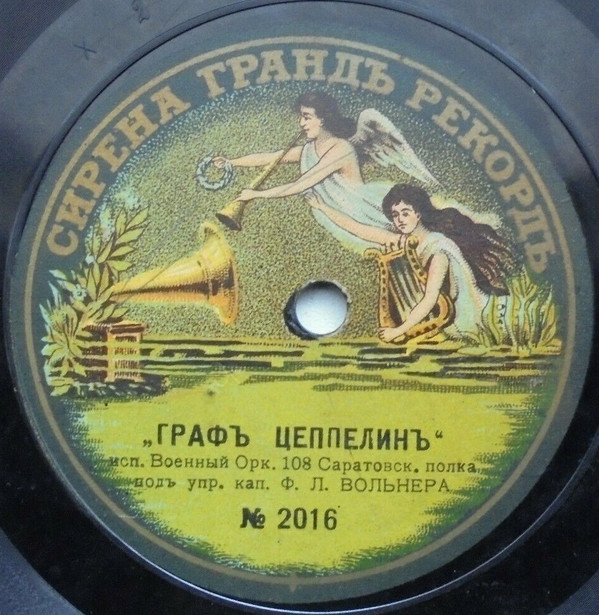 СИРЕНА ГРАНДЪ РЕКОРДЪ
„ГРАФЪ ЦЕППЕЛИНЪ“
исп. Военный Орк. 108 Саратовск. полка
подъ упр. кап. Ф. Л. ВОЛЬНЕРА
№ 2016